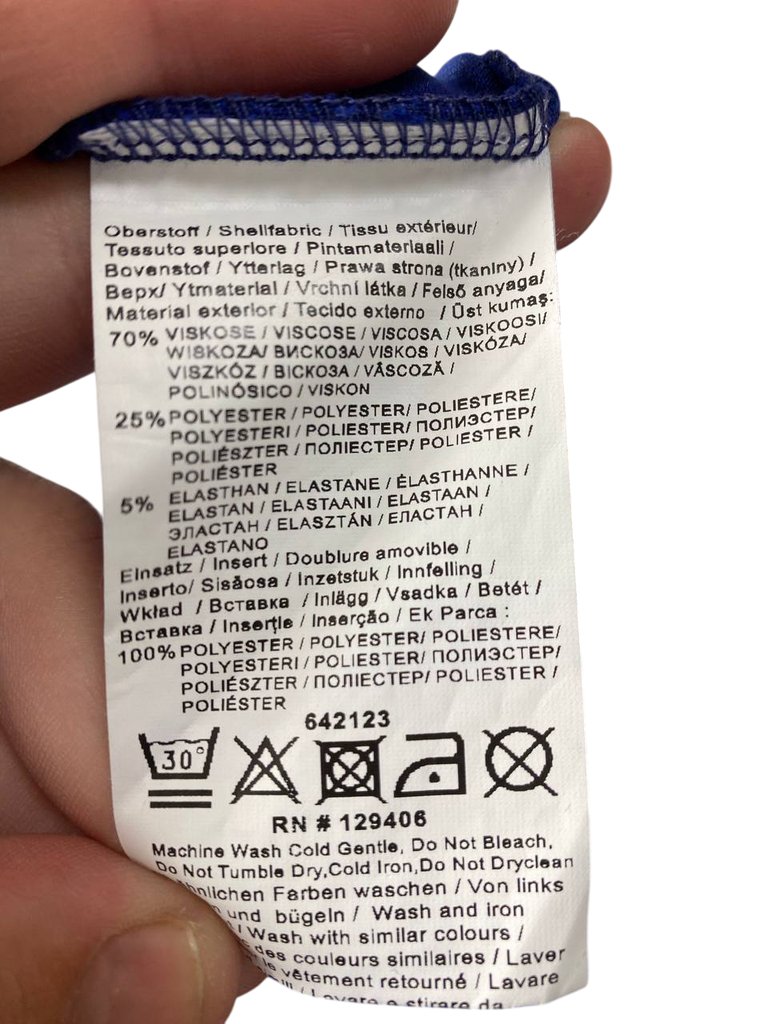 Oberstoff / Shellfabric / Tissu extérieur/
Tessuto superiore / Pintamateriaali /
Bovenstof / Ytterlag / Prawa strona (tkaniny) /
Верх/ Ytmaterial / Vrchní látka / Felső anyaga/
Material exterior / Tecido externo / Üst kumaş:
70% VISKOSE / VISCOSE / VISCOSA / VISKOOSI/
WISKOZA/ ВИСКОЗА/ VISKOS / VISKÓZA/
VISZKÓZ / ВІСКОЗА / VÂSCOZĂ /
POLINÓSICO / VISKON
25% POLYESTER / POLYESTER/ POLIESTERE/
POLYESTERI / POLIESTER/ ПОЛИЭСТЕР/
POLIÉSZTER / ПОЛІЕСТЕР/ POLIESTER /
POLIÉSTER
5% ELASTHAN / ELASTANE / ÉLASTHANNE /
ELASTAN / ELASTAANI / ELASTAAN /
ЭЛАСТАН / ELASZTÁN / ЕЛАСТАН /
ELASTANO
Einsatz / Insert / Doublure amovible /
Inserto/ Sisäosa / Inzetstuk / Innfelling /
Wkład / Вставка / Inlägg / Vsadka / Betét /
Вставка / Inserţie / Inserção / Ek Parca :
100% POLYESTER / POLYESTER/ POLIESTERE/
POLYESTERI / POLIESTER/ ПОЛИЭСТЕР/
POLIÉSZTER / ПОЛІЕСТЕР/ POLIESTER /
POLIÉSTER
642123
30°
RN # 129406
Machine Wash Cold Gentle, Do Not Bleach,
Do Not Tumble Dry,Cold Iron,Do Not Dryclean
Farben waschen / Von links
und bügeln / Wash and iron
/ Wash with similar colours /
des couleurs similaires / Laver
vêtement retourné / Lavare
/ Lavare e stirare da